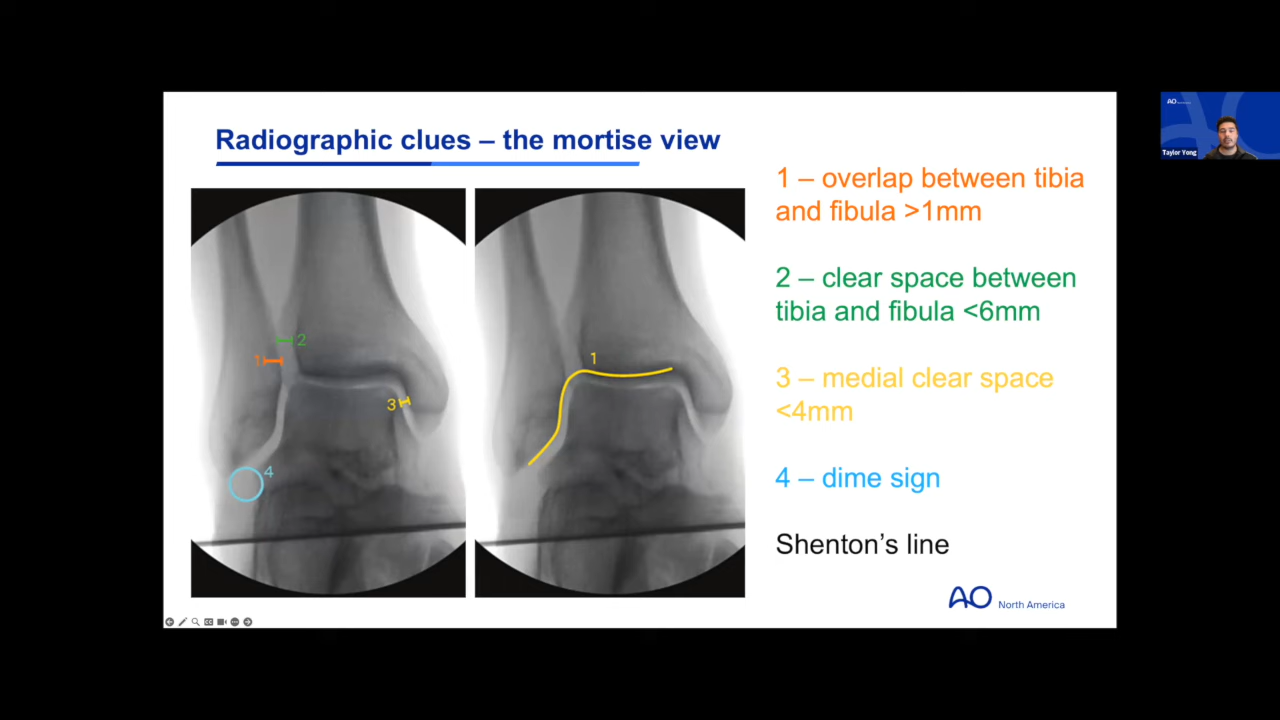 Radiographic clues – the mortise view
1 – overlap between tibia
and fibula >1mm
2 – clear space between
tibia and fibula <6mm
3 – medial clear space
<4mm
4 – dime sign
Shenton's line
1
2
3
4
1
AO North America
AO
Taylor Yong